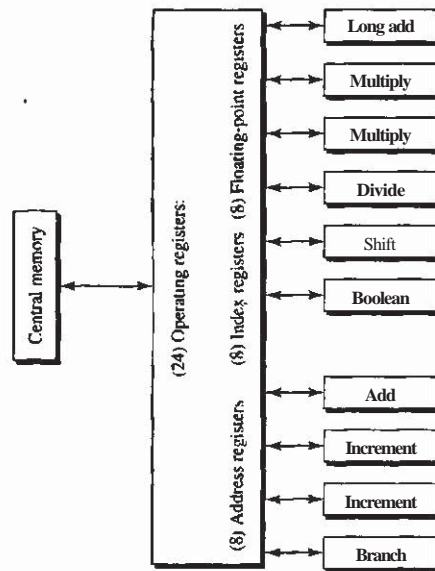 Central memory
(24) Operating registers:
(8) Address registers
(8) Index registers
(8) Floating-point registers
Long add
Multiply
Multiply
Divide
Shift
Boolean
Add
Increment
Increment
Branch